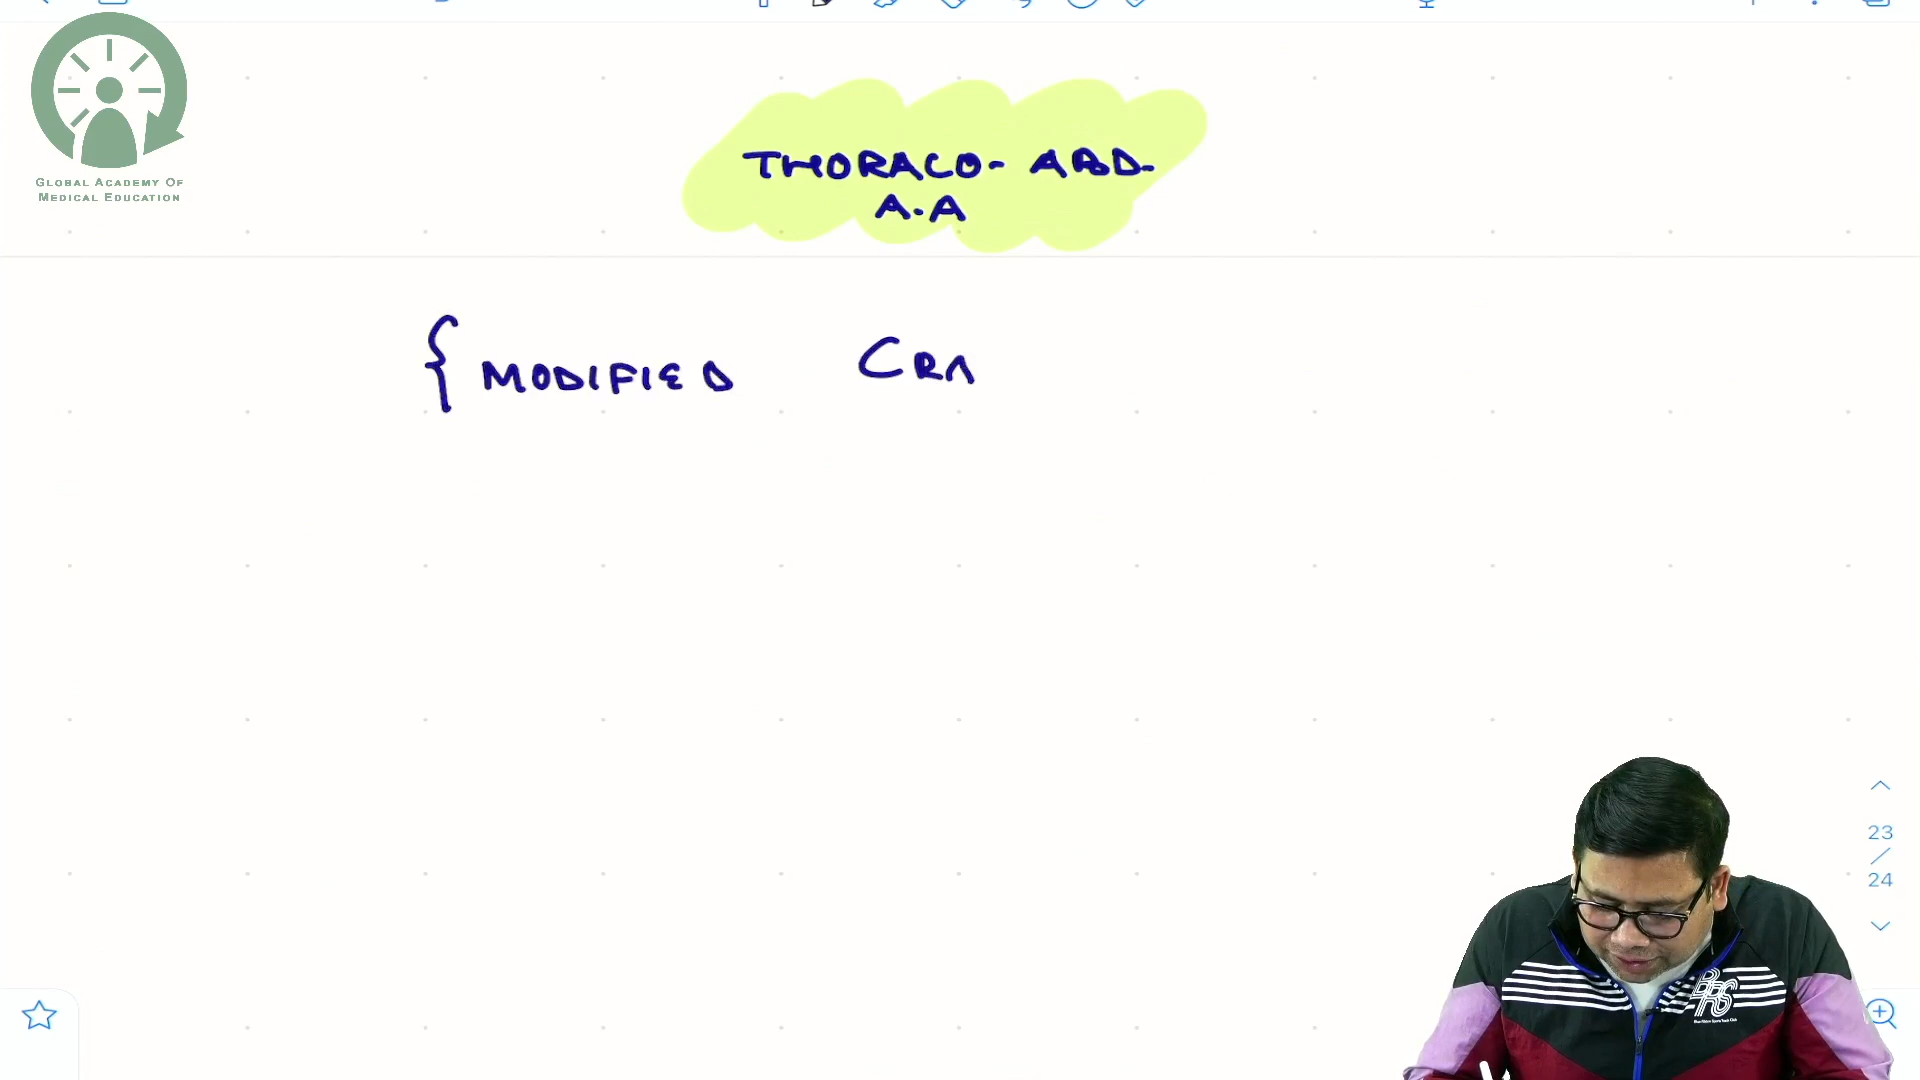 GLOBAL ACADEMY OF
MEDICAL EDUCATION
THORACO- ABD.
A.A
{ MODIFIED CRA
23
/
24